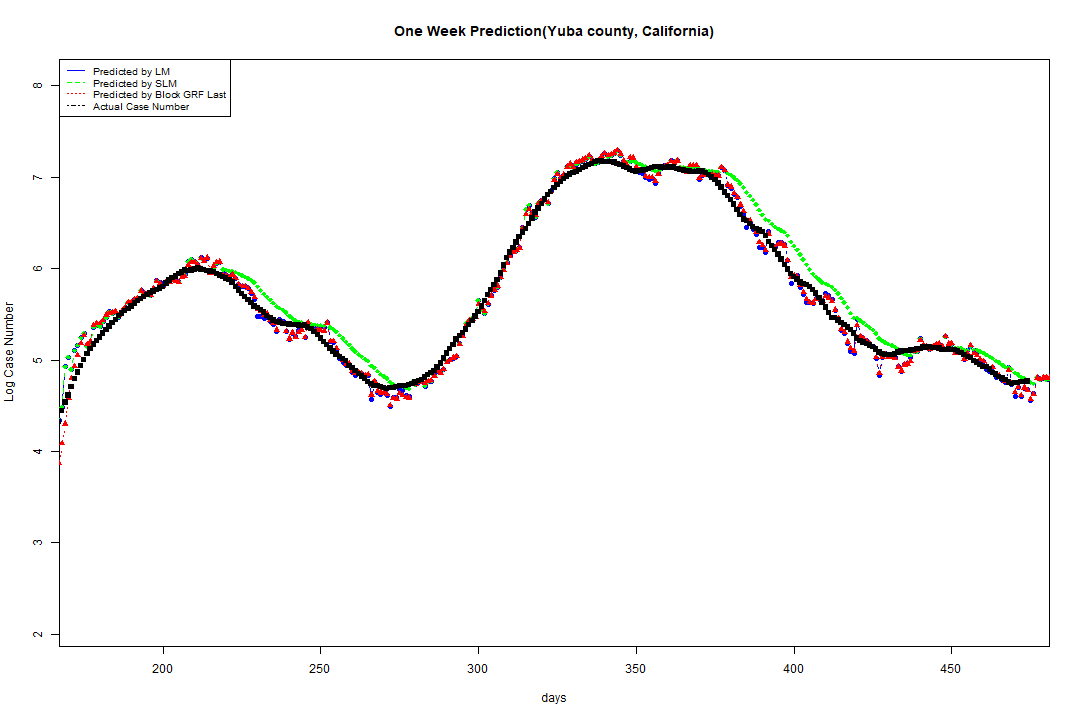 One Week Prediction(Yuba county, California)
Predicted by LM
Predicted by SLM
Predicted by Block GRF Last
Actual Case Number
8
7
6
5
4
3
2
Log Case Number
200 250 300 350 400 450
days